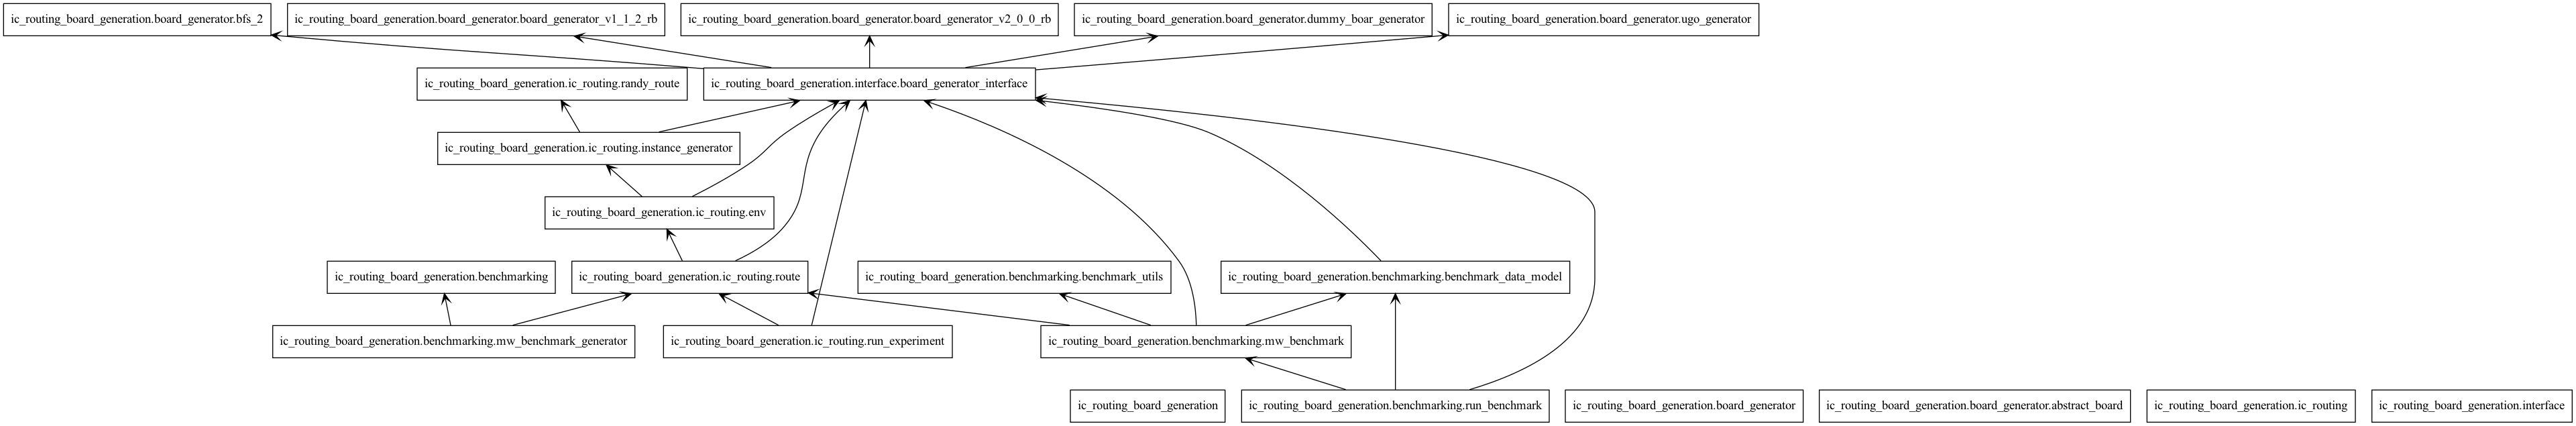 ic_routing_board_generation.board_generator.bfs_2
ic_routing_board_generation.board_generator.board_generator_v1_1_2_rb
ic_routing_board_generation.board_generator.board_generator_v2_0_0_rb
ic_routing_board_generation.board_generator.dummy_boar_generator
ic_routing_board_generation.board_generator.ugo_generator
ic_routing_board_generation.ic_routing.randy_route
ic_routing_board_generation.interface.board_generator_interface
ic_routing_board_generation.ic_routing.instance_generator
ic_routing_board_generation.ic_routing.env
ic_routing_board_generation.benchmarking
ic_routing_board_generation.ic_routing.route
ic_routing_board_generation.benchmarking.benchmark_utils
ic_routing_board_generation.benchmarking.benchmark_data_model
ic_routing_board_generation.benchmarking.mw_benchmark_generator
ic_routing_board_generation.ic_routing.run_experiment
ic_routing_board_generation.benchmarking.mw_benchmark
ic_routing_board_generation
ic_routing_board_generation.benchmarking.run_benchmark
ic_routing_board_generation.board_generator
ic_routing_board_generation.board_generator.abstract_board
ic_routing_board_generation.ic_routing
ic_routing_board_generation.interface